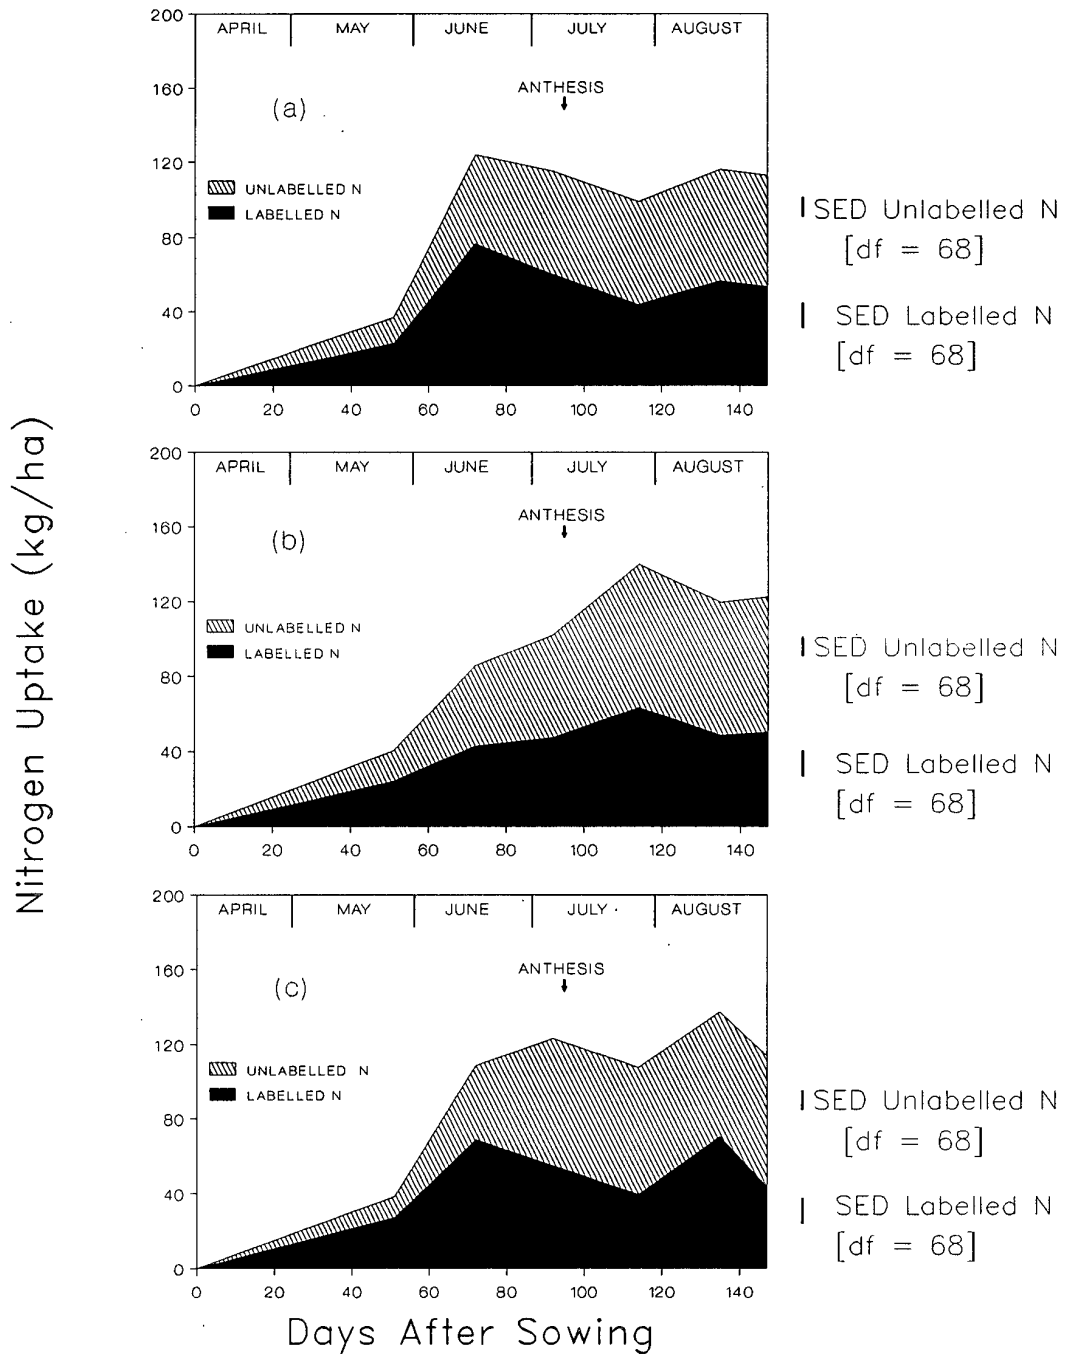 200
APRIL MAY JUNE JULY AUGUST
160
ANTHESIS
(a)
120
UNLABELLED N
LABELLED N
80
40
0
0 20 40 60 80 100 120 140
SED Unlabelled N
[df = 68]
SED Labelled N
[df = 68]
200
APRIL MAY JUNE JULY AUGUST
160
ANTHESIS
(b)
120
UNLABELLED N
LABELLED N
80
40
0
0 20 40 60 80 100 120 140
SED Unlabelled N
[df = 68]
SED Labelled N
[df = 68]
200
APRIL MAY JUNE JULY AUGUST
160
ANTHESIS
(c)
120
UNLABELLED N
LABELLED N
80
40
0
0 20 40 60 80 100 120 140
SED Unlabelled N
[df = 68]
SED Labelled N
[df = 68]
Nitrogen Uptake (kg/ha)
Days After Sowing